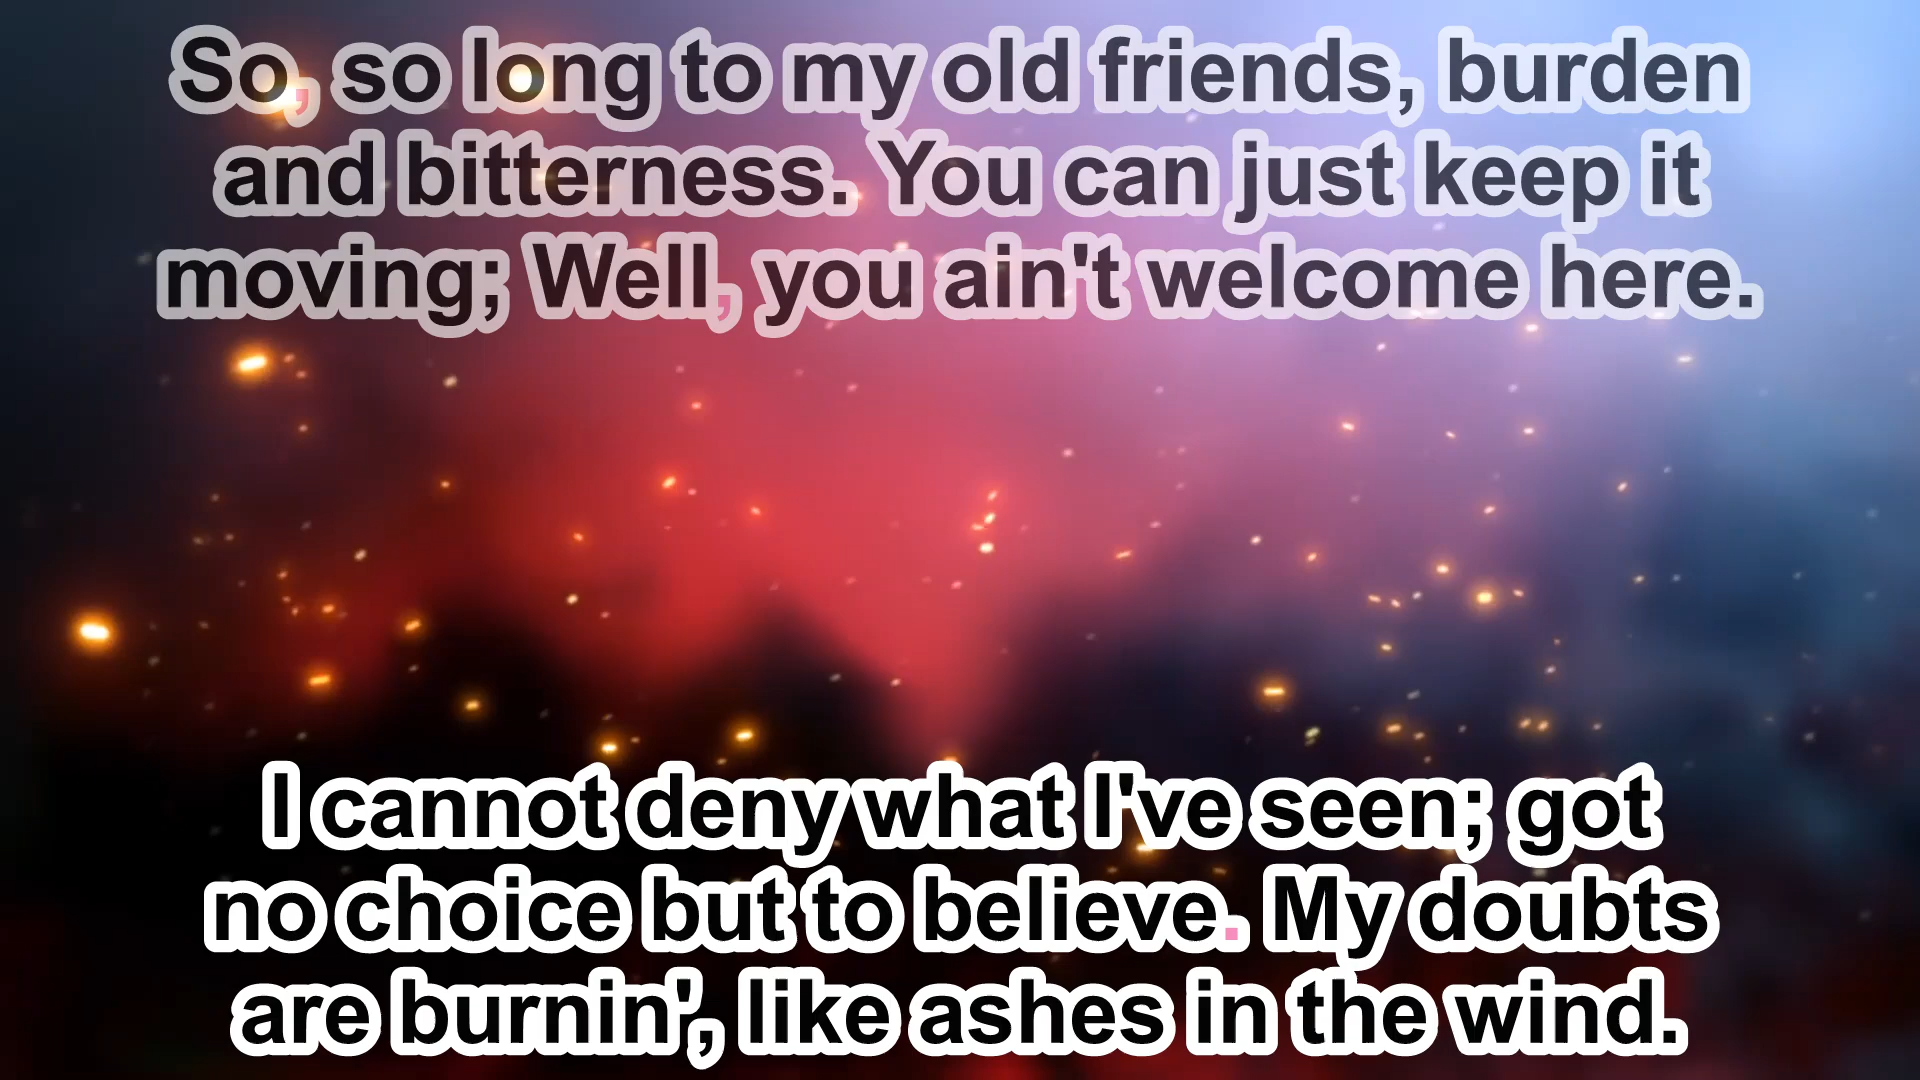 So, so long to my old friends, burden
and bitterness. You can just keep it
moving; Well, you ain't welcome here.
I cannot deny what I've seen; got
no choice but to believe. My doubts
are burnin', like ashes in the wind.